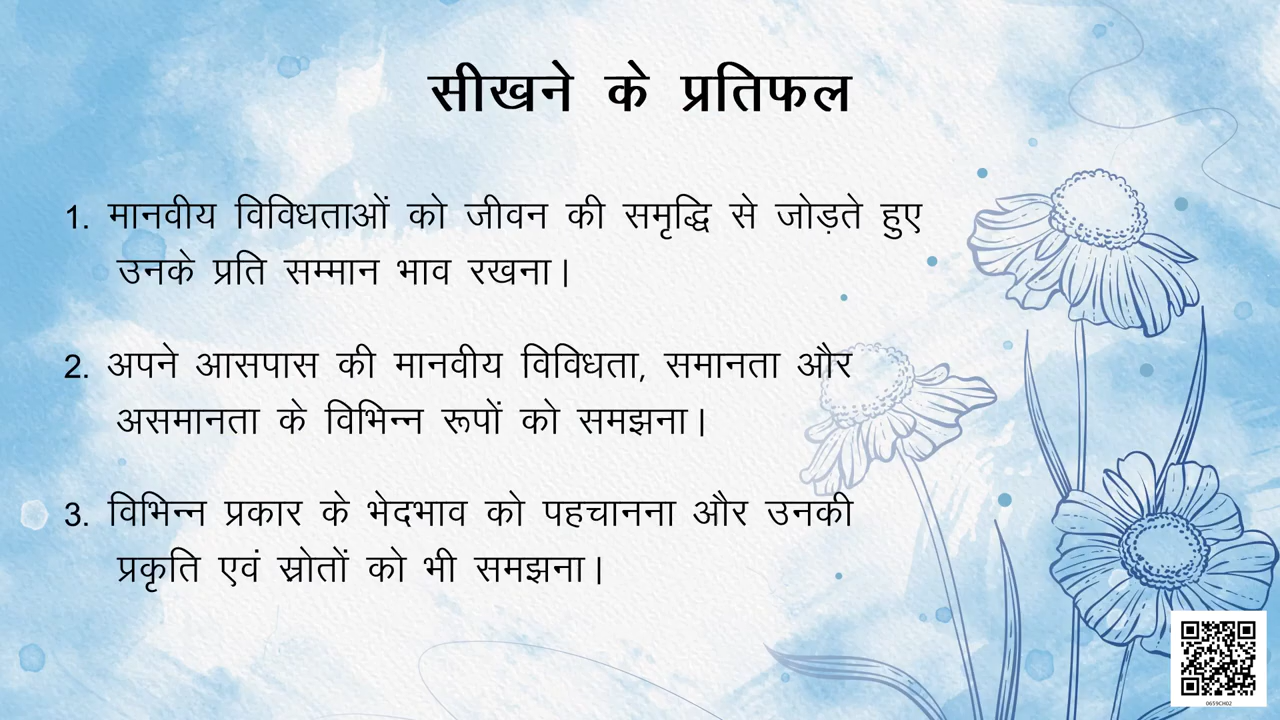 सीखने के प्रतिफल
1. मानवीय विविधताओं को जीवन की समृद्धि से जोड़ते हुए
उनके प्रति सम्मान भाव रखना।
2. अपने आसपास की मानवीय विविधता, समानता और
असमानता के विभिन्न रूपों को समझना।
3. विभिन्न प्रकार के भेदभाव को पहचानना और उनकी
प्रकृति एवं स्रोतों को भी समझना।
0659CH02